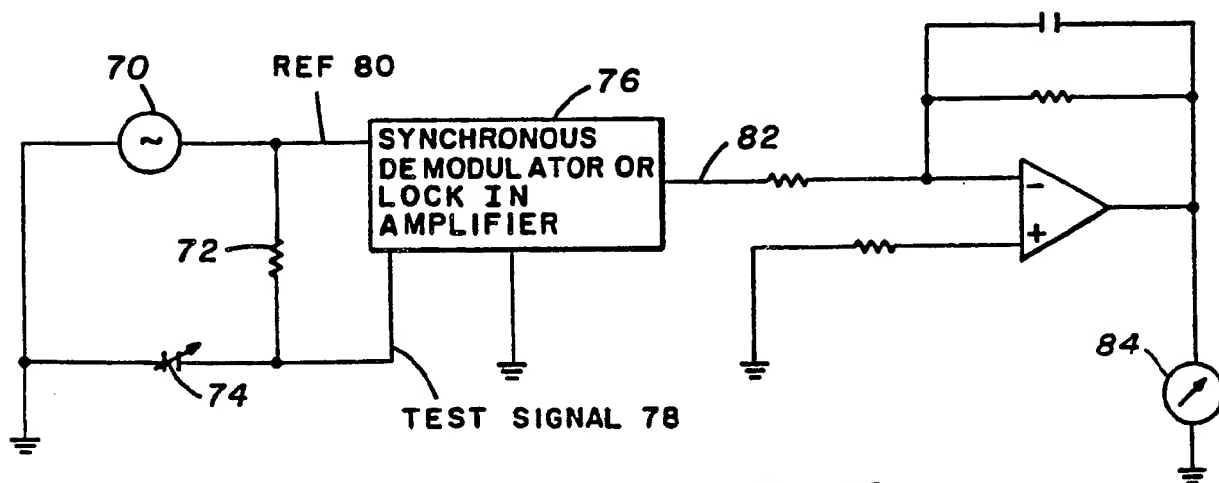 70
REF 80
76
SYNCHRONOUS
DEMODULATOR OR
LOCK IN
AMPLIFIER
82
72
74
TEST SIGNAL 78
~
−
+
84